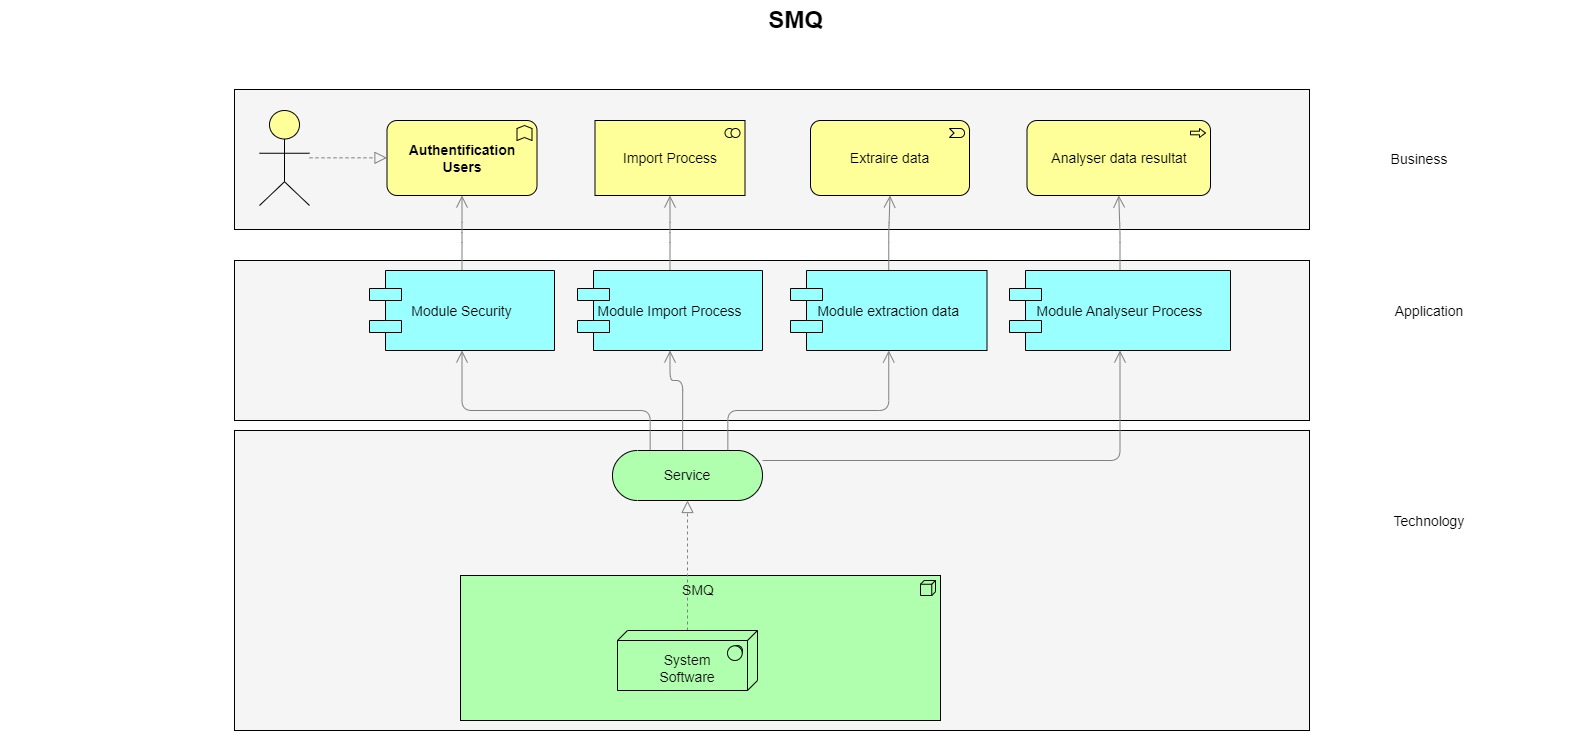 SMQ
Authentification
Users
Import Process
Extraire data
Analyser data resultat
Business
Module Security
Module Import Process
Module extraction data
Module Analyseur Process
Application
Service
Technology
SMQ
System
Software